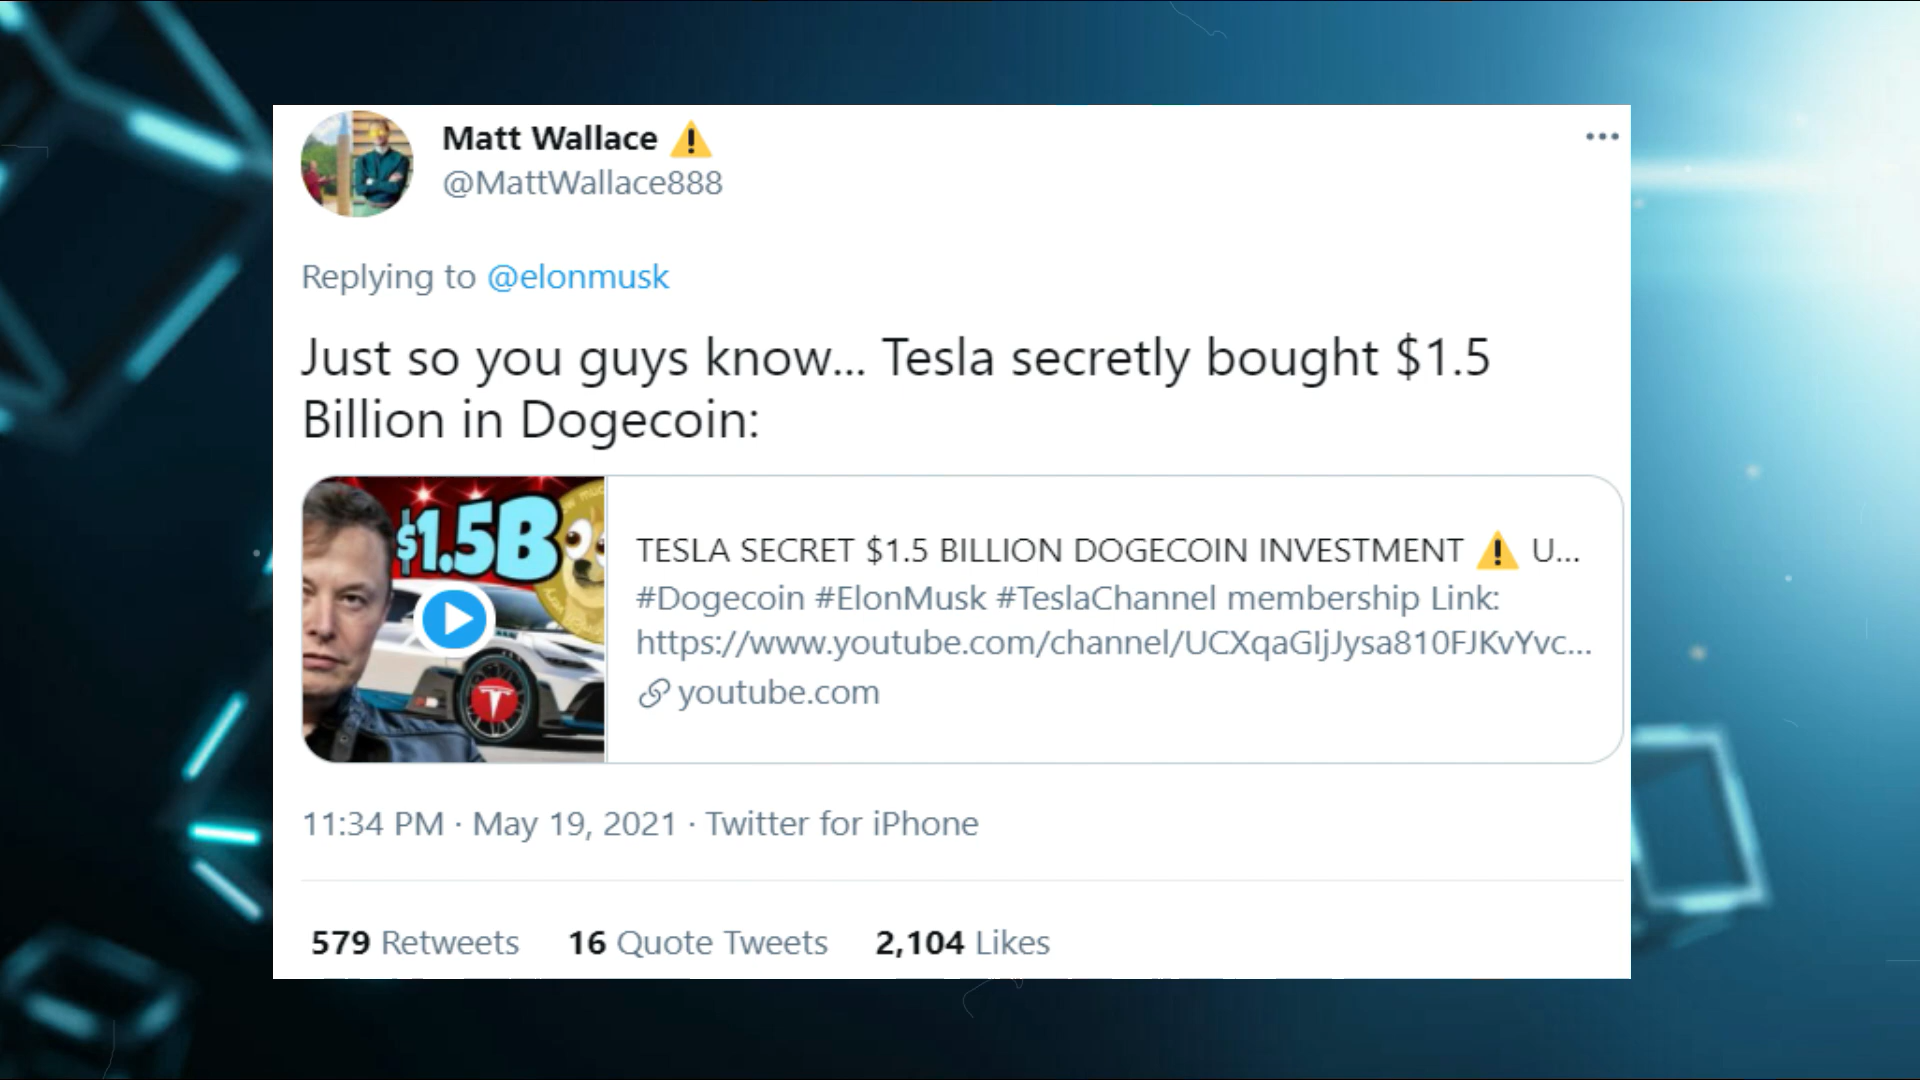 Matt Wallace ⚠️
@MattWallace888
Replying to @elonmusk
Just so you guys know... Tesla secretly bought $1.5
Billion in Dogecoin:
$1.5B
TESLA SECRET $1.5 BILLION DOGECOIN INVESTMENT ⚠️ U...
#Dogecoin #ElonMusk #TeslaChannel membership Link:
https://www.youtube.com/channel/UCXqaGljJysa810FJKvYvc...
youtube.com
11:34 PM · May 19, 2021 · Twitter for iPhone
579 Retweets 16 Quote Tweets 2,104 Likes